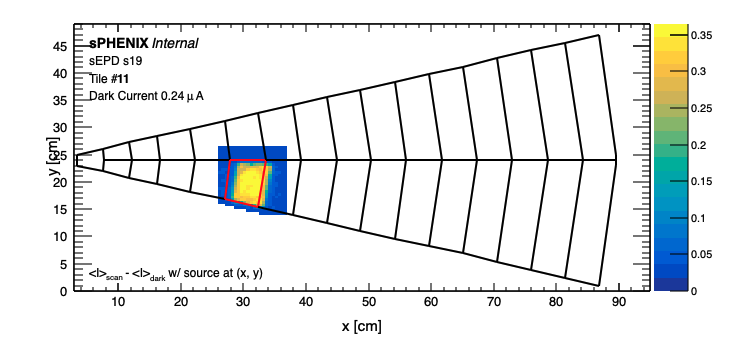 sPHENIX Internal
sEPD s19
Tile #11
Dark Current 0.24 μA
<I>scan - <I>dark w/ source at (x, y)
y [cm]
45
40
35
30
25
20
15
10
5
0
10 20 30 40 50 60 70 80 90
x [cm]
0.35
0.3
0.25
0.2
0.15
0.1
0.05
0